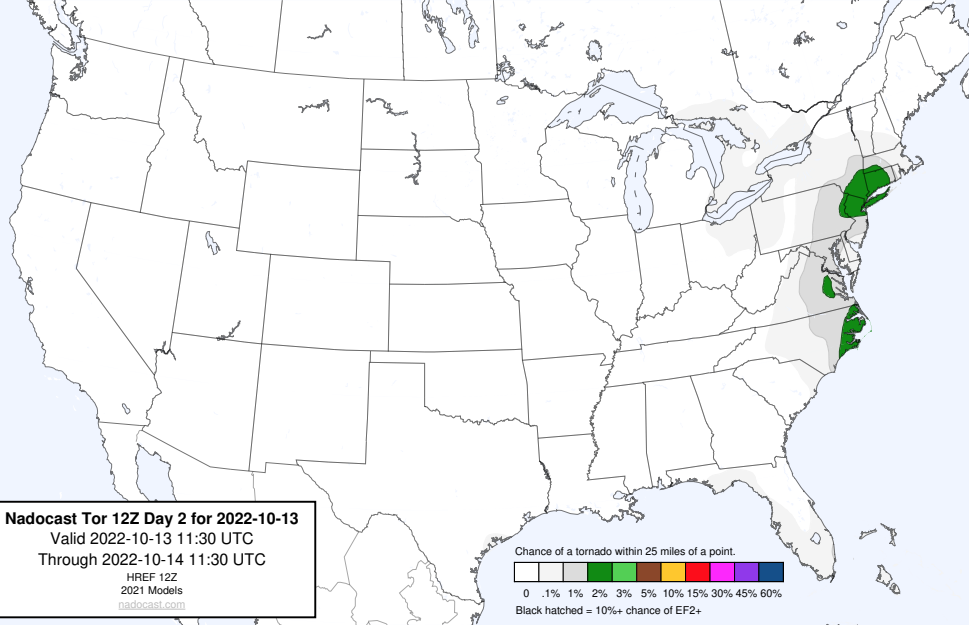 Nadocast Tor 12Z Day 2 for 2022-10-13
Valid 2022-10-13 11:30 UTC
Through 2022-10-14 11:30 UTC
HREF 12Z
2021 Models
nadocast.com
Chance of a tornado within 25 miles of a point.
0 .1% 1% 2% 3% 5% 10% 15% 30% 45% 60%
Black hatched = 10%+ chance of EF2+